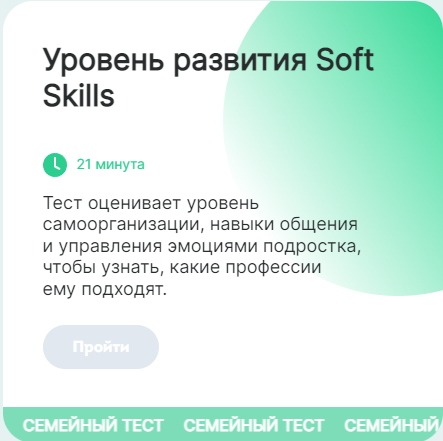 Уровень развития Soft
Skills
21 минута
Тест оценивает уровень
самоорганизации, навыки общения
и управления эмоциями подростка,
чтобы узнать, какие профессии
ему подходят.
Пройти
СЕМЕЙНЫЙ ТЕСТ СЕМЕЙНЫЙ ТЕСТ СЕМЕЙНЫЙ